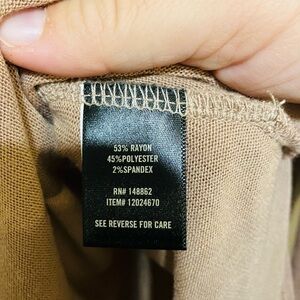 53% RAYON
45%POLYESTER
2%SPANDEX
RN# 148862
ITEM# 12024670
SEE REVERSE FOR CARE